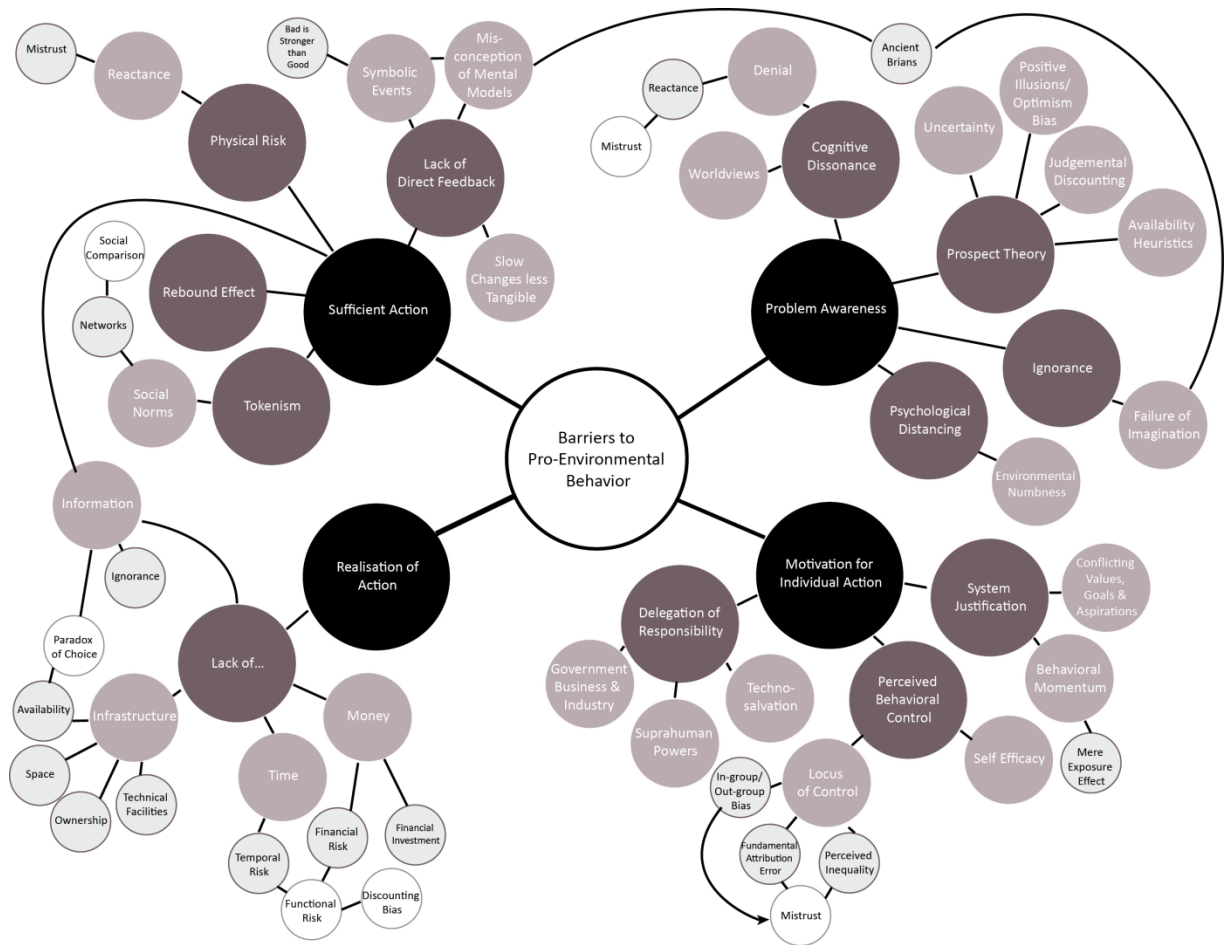 Mistrust
Reactance
Physical Risk
Bad is
Stronger
than
Good
Symbolic
Events
Mis-
conception
of Mental
Models
Lack of
Direct Feedback
Slow
Changes less
Tangible
Social
Comparison
Networks
Social
Norms
Rebound Effect
Tokenism
Sufficient Action
Ancient
Brians
Reactance
Mistrust
Denial
Worldviews
Cognitive
Dissonance
Uncertainty
Positive
Illusions/
Optimism
Bias
Judgemental
Discounting
Availability
Heuristics
Prospect Theory
Problem Awareness
Ignorance
Failure of
Imagination
Psychological
Distancing
Environmental
Numbness
Barriers to
Pro-Environmental
Behavior
Information
Ignorance
Paradox
of Choice
Availability
Infrastructure
Space
Ownership
Technical
Facilities
Realisation of
Action
Lack of...
Time
Money
Temporal
Risk
Financial
Risk
Financial
Investment
Functional
Risk
Discounting
Bias
Motivation for
Individual Action
Delegation of
Responsibility
Government
Business &
Industry
Suprahuman
Powers
Techno-
salvation
System
Justification
Conflicting
Values,
Goals &
Aspirations
Behavioral
Momentum
Mere
Exposure
Effect
Perceived
Behavioral
Control
Self Efficacy
Locus
of Control
In-group/
Out-group
Bias
Fundamental
Attribution
Error
Perceived
Inequality
Mistrust